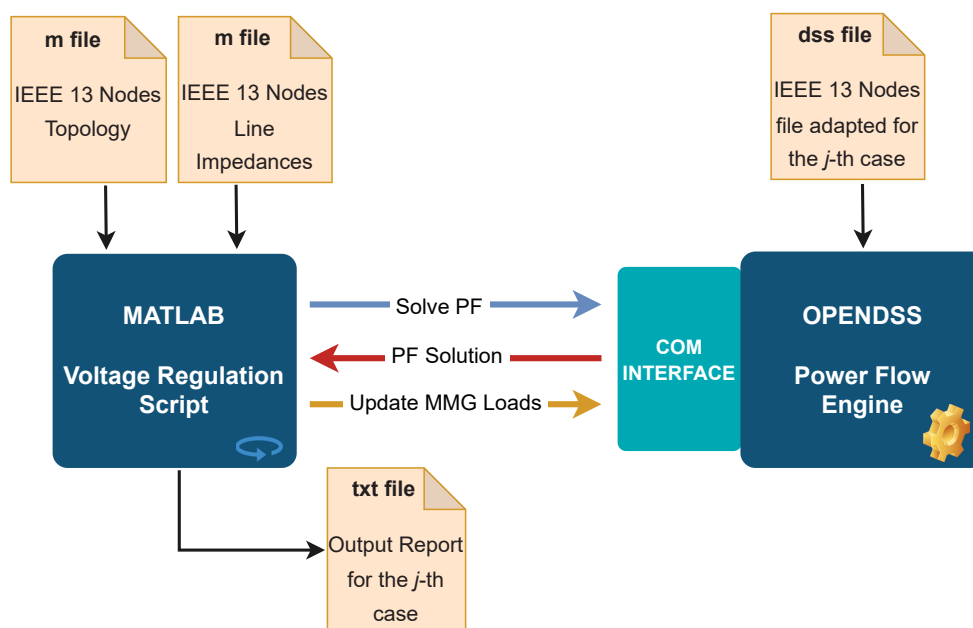 m file
IEEE 13 Nodes
Topology
m file
IEEE 13 Nodes
Line
Impedances
dss file
IEEE 13 Nodes
file adapted for
the j-th case
MATLAB
Voltage Regulation
Script
Solve PF
PF Solution
Update MMG Loads
COM
INTERFACE
OPENDSS
Power Flow
Engine
txt file
Output Report
for the j-th
case